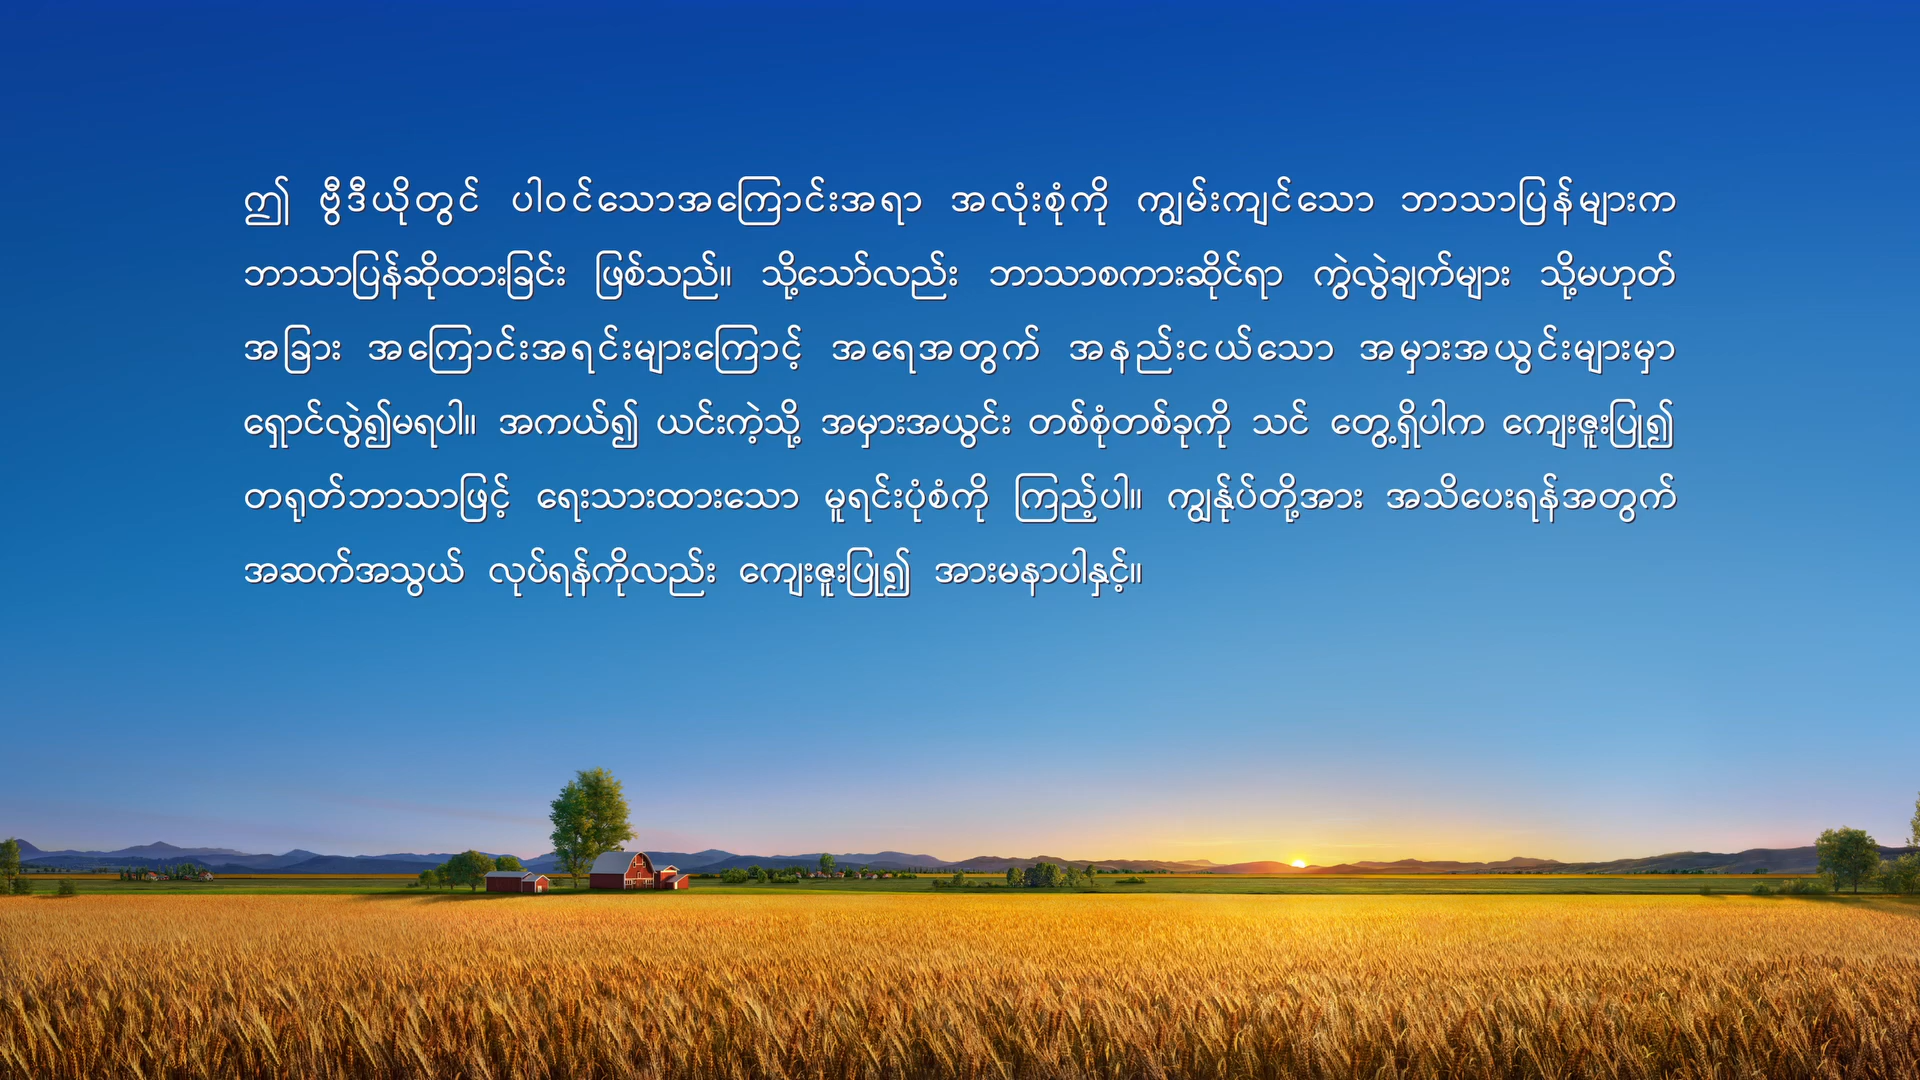 ဤ ဗွီဒီယိုတွင် ပါဝင်သောအကြောင်းအရာ အလုံးစုံကို ကျွမ်းကျင်သော ဘာသာပြန်များက
ဘာသာပြန်ဆိုထားခြင်း ဖြစ်သည်။ သို့သော်လည်း ဘာသာစကားဆိုင်ရာ ကွဲလွဲချက်များ သို့မဟုတ်
အခြား အကြောင်းအရင်းများကြောင့် အရေအတွက် အနည်းငယ်သော အမှားအယွင်းများမှာ
ရှောင်လွှဲ၍မရပါ။ အကယ်၍ ယင်းကဲ့သို့ အမှားအယွင်း တစ်စုံတစ်ခုကို သင် တွေ့ရှိပါက ကျေးဇူးပြု၍
တရုတ်ဘာသာဖြင့် ရေးသားထားသော မူရင်းပုံစံကို ကြည့်ပါ။ ကျွန်ုပ်တို့အား အသိပေးရန်အတွက်
အဆက်အသွယ် လုပ်ရန်ကိုလည်း ကျေးဇူးပြု၍ အားမနာပါနှင့်။